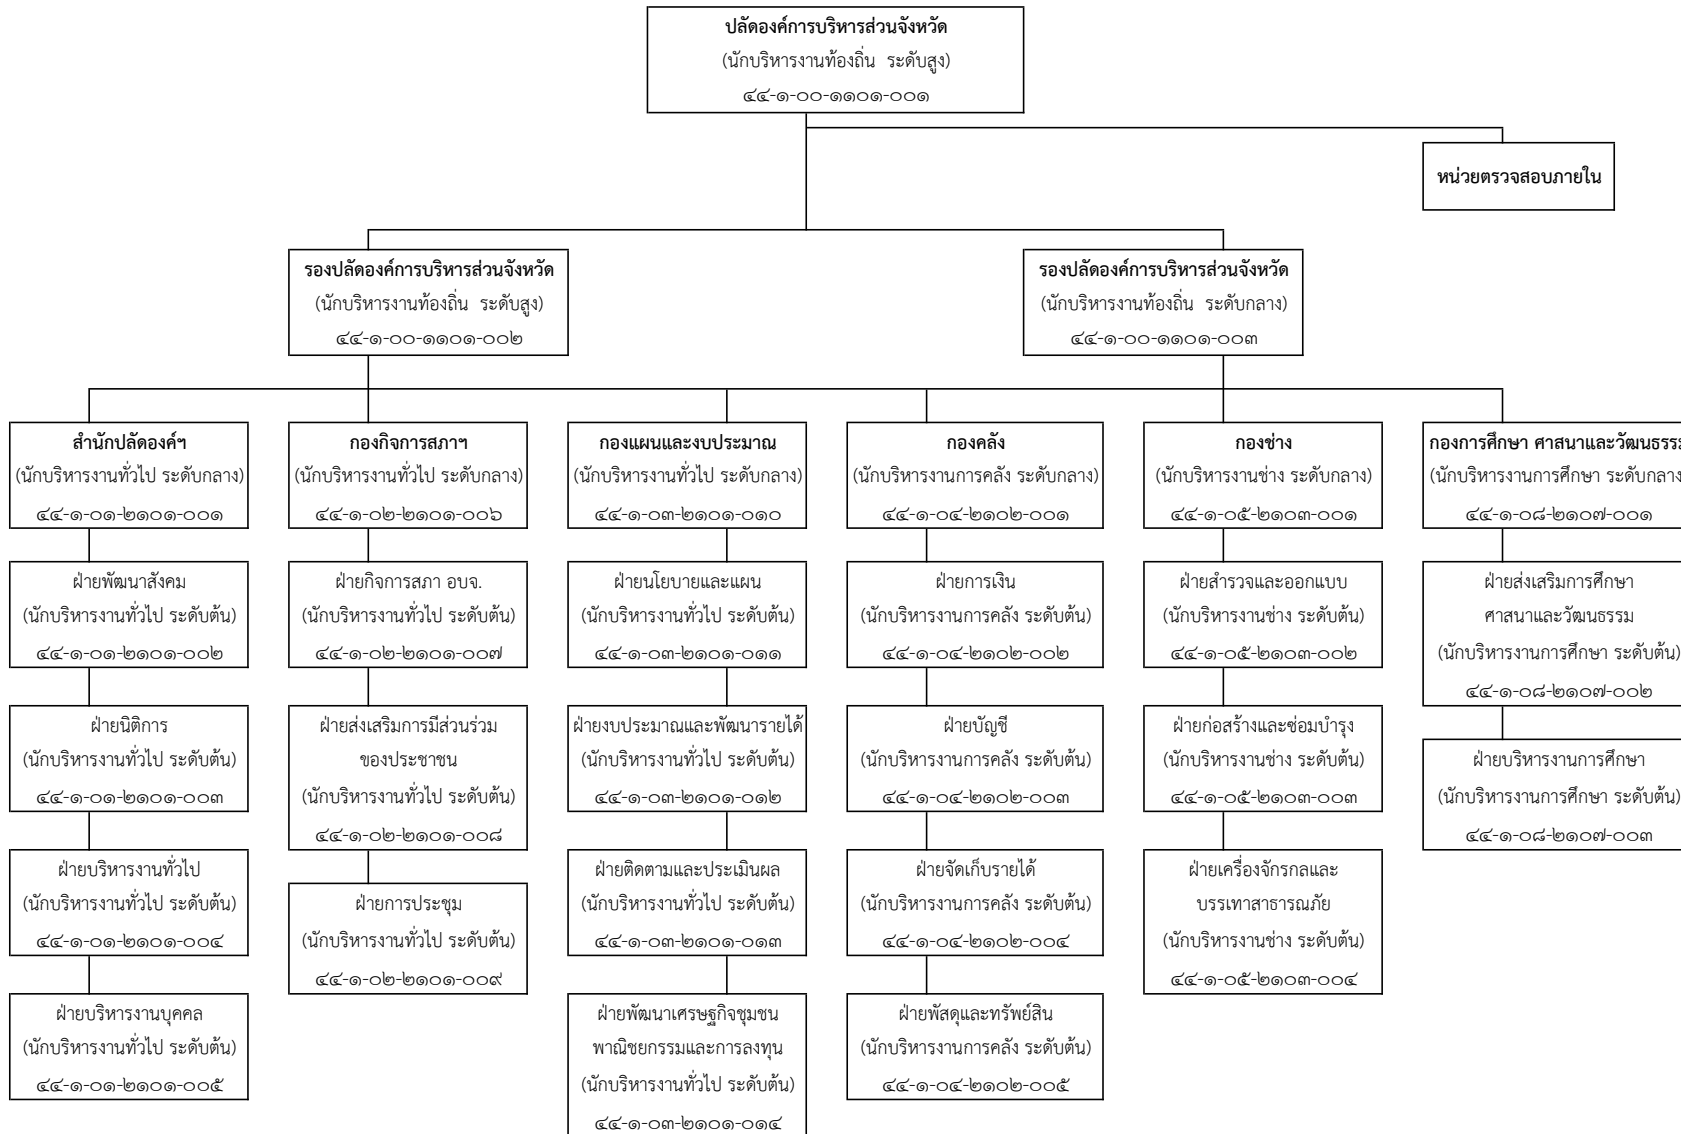 ปลัดองค์การบริหารส่วนจังหวัด
(นักบริหารงานท้องถิ่น ระดับสูง)
๔๔-๑-๐๐-๑๑๐๑-๐๐๑
หน่วยตรวจสอบภายใน
รองปลัดองค์การบริหารส่วนจังหวัด
(นักบริหารงานท้องถิ่น ระดับสูง)
๔๔-๑-๐๐-๑๑๐๑-๐๐๒
รองปลัดองค์การบริหารส่วนจังหวัด
(นักบริหารงานท้องถิ่น ระดับกลาง)
๔๔-๑-๐๐-๑๑๐๑-๐๐๓
สำนักปลัดองค์ฯ
(นักบริหารงานทั่วไป ระดับกลาง)
๔๔-๑-๐๑-๒๑๐๑-๐๐๑
ฝ่ายพัฒนาสังคม
(นักบริหารงานทั่วไป ระดับต้น)
๔๔-๑-๐๑-๒๑๐๑-๐๐๒
ฝ่ายนิติการ
(นักบริหารงานทั่วไป ระดับต้น)
๔๔-๑-๐๑-๒๑๐๑-๐๐๓
ฝ่ายบริหารงานทั่วไป
(นักบริหารงานทั่วไป ระดับต้น)
๔๔-๑-๐๑-๒๑๐๑-๐๐๔
ฝ่ายบริหารงานบุคคล
(นักบริหารงานทั่วไป ระดับต้น)
๔๔-๑-๐๑-๒๑๐๑-๐๐๕
กองกิจการสภาฯ
(นักบริหารงานทั่วไป ระดับกลาง)
๔๔-๑-๐๒-๒๑๐๑-๐๐๖
ฝ่ายกิจการสภา อบจ.
(นักบริหารงานทั่วไป ระดับต้น)
๔๔-๑-๐๒-๒๑๐๑-๐๐๗
ฝ่ายส่งเสริมการมีส่วนร่วม
ของประชาชน
(นักบริหารงานทั่วไป ระดับต้น)
๔๔-๑-๐๒-๒๑๐๑-๐๐๘
ฝ่ายการประชุม
(นักบริหารงานทั่วไป ระดับต้น)
๔๔-๑-๐๒-๒๑๐๑-๐๐๙
กองแผนและงบประมาณ
(นักบริหารงานทั่วไป ระดับกลาง)
๔๔-๑-๐๓-๒๑๐๑-๐๑๐
ฝ่ายนโยบายและแผน
(นักบริหารงานทั่วไป ระดับต้น)
๔๔-๑-๐๓-๒๑๐๑-๐๑๑
ฝ่ายงบประมาณและพัฒนารายได้
(นักบริหารงานทั่วไป ระดับต้น)
๔๔-๑-๐๓-๒๑๐๑-๐๑๒
ฝ่ายติดตามและประเมินผล
(นักบริหารงานทั่วไป ระดับต้น)
๔๔-๑-๐๓-๒๑๐๑-๐๑๓
ฝ่ายพัฒนาเศรษฐกิจชุมชน
พาณิชยกรรมและการลงทุน
(นักบริหารงานทั่วไป ระดับต้น)
๔๔-๑-๐๓-๒๑๐๑-๐๑๔
กองคลัง
(นักบริหารงานการคลัง ระดับกลาง)
๔๔-๑-๐๔-๒๑๐๒-๐๐๑
ฝ่ายการเงิน
(นักบริหารงานการคลัง ระดับต้น)
๔๔-๑-๐๔-๒๑๐๒-๐๐๒
ฝ่ายบัญชี
(นักบริหารงานการคลัง ระดับต้น)
๔๔-๑-๐๔-๒๑๐๒-๐๐๓
ฝ่ายจัดเก็บรายได้
(นักบริหารงานการคลัง ระดับต้น)
๔๔-๑-๐๔-๒๑๐๒-๐๐๔
ฝ่ายพัสดุและทรัพย์สิน
(นักบริหารงานการคลัง ระดับต้น)
๔๔-๑-๐๔-๒๑๐๒-๐๐๕
กองช่าง
(นักบริหารงานช่าง ระดับกลาง)
๔๔-๑-๐๕-๒๑๐๓-๐๐๑
ฝ่ายสำรวจและออกแบบ
(นักบริหารงานช่าง ระดับต้น)
๔๔-๑-๐๕-๒๑๐๓-๐๐๒
ฝ่ายก่อสร้างและซ่อมบำรุง
(นักบริหารงานช่าง ระดับต้น)
๔๔-๑-๐๕-๒๑๐๓-๐๐๓
ฝ่ายเครื่องจักรกลและ
บรรเทาสาธารณภัย
(นักบริหารงานช่าง ระดับต้น)
๔๔-๑-๐๕-๒๑๐๓-๐๐๔
กองการศึกษา ศาสนาและวัฒนธรรม
(นักบริหารงานการศึกษา ระดับกลาง
๔๔-๑-๐๘-๒๑๐๗-๐๐๑
ฝ่ายส่งเสริมการศึกษา
ศาสนาและวัฒนธรรม
(นักบริหารงานการศึกษา ระดับต้น)
๔๔-๑-๐๘-๒๑๐๗-๐๐๒
ฝ่ายบริหารงานการศึกษา
(นักบริหารงานการศึกษา ระดับต้น)
๔๔-๑-๐๘-๒๑๐๗-๐๐๓